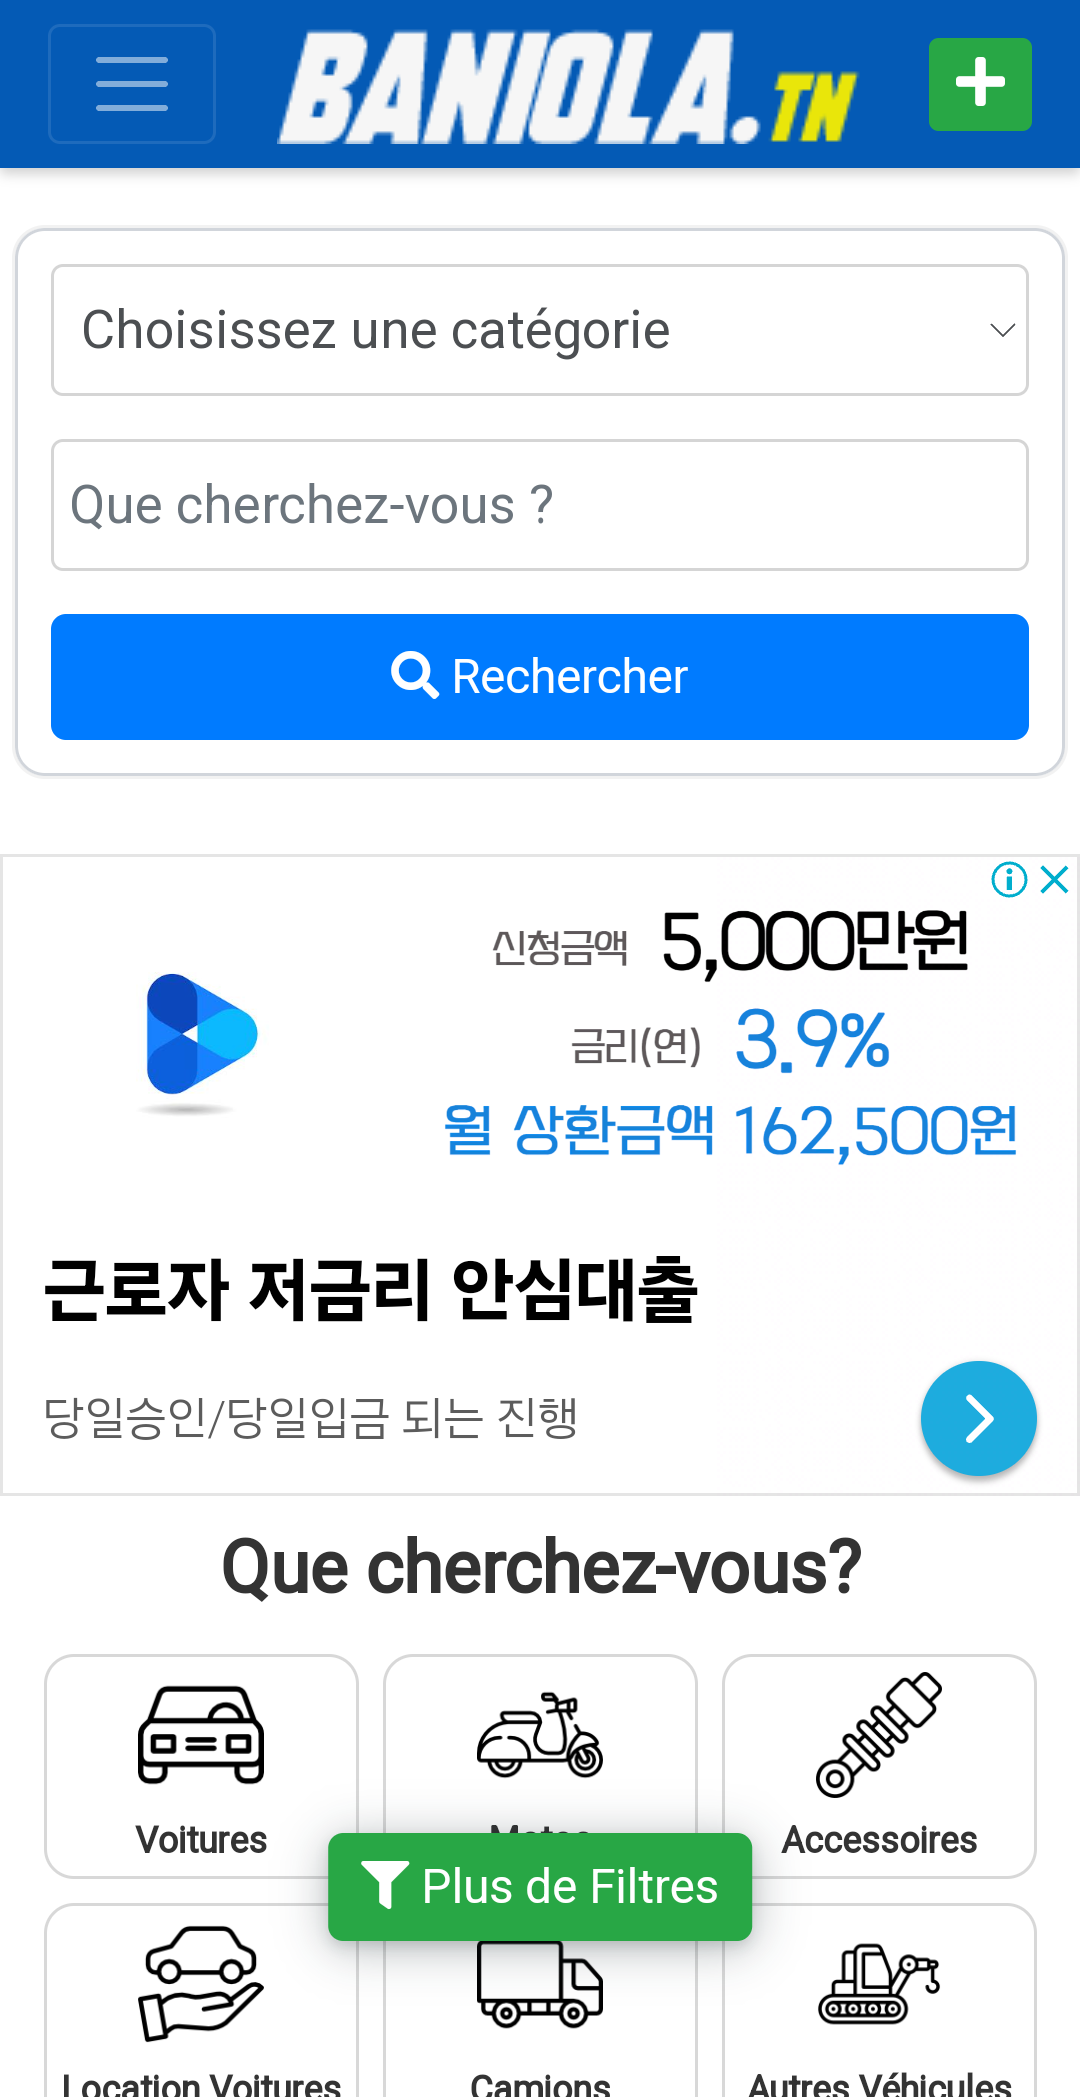 BANIOLA.TN
Choisissez une catégorie
Que cherchez-vous ?
Rechercher
신청금액 5,000만원
금리(연) 3.9%
월 상환금액 162,500원
근로자 저금리 안심대출
당일승인/당일입금 되는 진행
Que cherchez-vous?
Voitures
Accessoires
Plus de Filtres
Location Voitures
Camions
Autres Véhicules